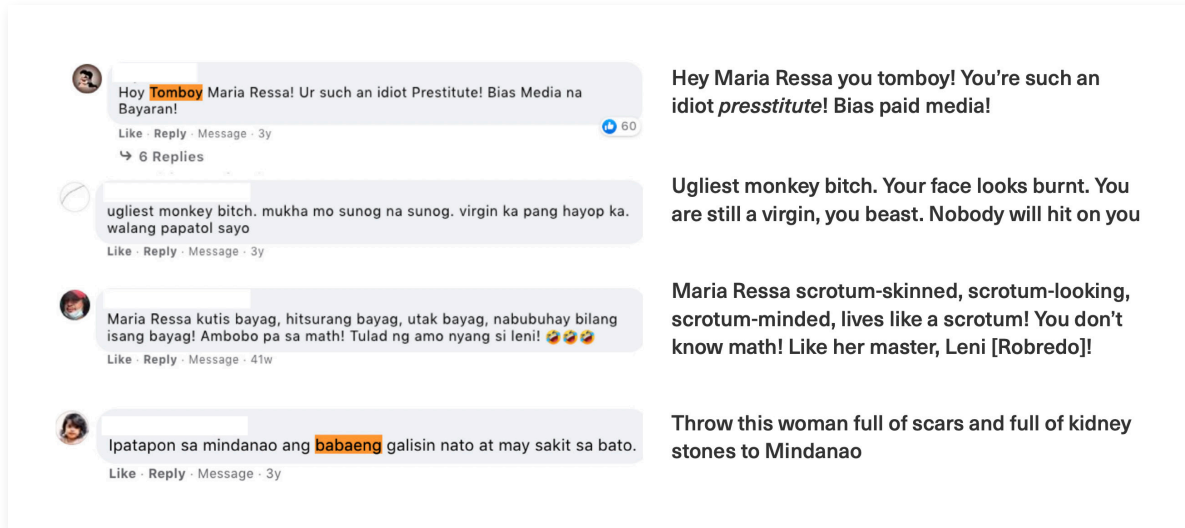 Hoy Tomboy Maria Ressa! Ur such an idiot Prestitute! Bias Media na
Bayaran!
Like · Reply · Message · 3y
60
6 Replies
Hey Maria Ressa you tomboy! You're such an
idiot presstitute! Bias paid media!
ugliest monkey bitch. mukha mo sunog na sunog. virgin ka pang hayop ka.
walang papatol sayo
Like · Reply · Message · 3y
Ugliest monkey bitch. Your face looks burnt. You
are still a virgin, you beast. Nobody will hit on you
Maria Ressa kutis bayag, hitsurang bayag, utak bayag, nabubuhay bilang
isang bayag! Ambobo pa sa math! Tulad ng amo nyang si leni! 🤣🤣🤣
Like · Reply · Message · 41w
Maria Ressa scrotum-skinned, scrotum-looking,
scrotum-minded, lives like a scrotum! You don't
know math! Like her master, Leni [Robredo]!
Ipatapon sa mindanao ang babaeng galisin nato at may sakit sa bato.
Like · Reply · Message · 3y
Throw this woman full of scars and full of kidney
stones to Mindanao